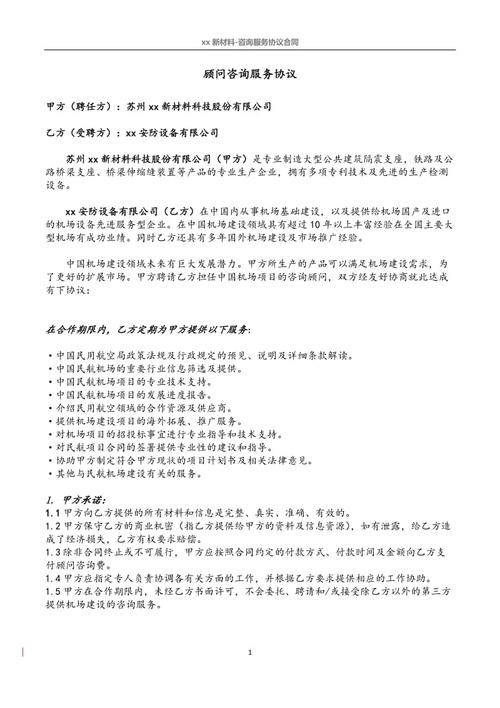 xx 新材料-咨询服务协议合同
顾问咨询服务协议
甲方（聘任方）：苏州 xx 新材料科技股份有限公司
乙方（受聘方）：xx 安防设备有限公司
苏州 xx 新材料科技股份有限公司（甲方）是专业制造大型公共建筑隔震支座，铁路及公
路桥梁支座、桥梁伸缩缝装置等产品的专业生产企业，拥有多项专利技术及先进的生产检测
设备。
xx 安防设备有限公司（乙方）在中国内从事机场基础建设，以及提供给机场国产及进口
的机场设备先进服务型企业。在中国机场建设领域具有超过 10 年以上丰富经验在全国主要大
型机场有成功业绩。同时乙方还具有多年国外机场建设及市场推广经验。
中国机场建设领域未来有巨大发展潜力。甲方所生产的产品可以满足机场建设需求，为
了更好的扩展市场。甲方聘请乙方担任中国机场项目的咨询顾问，双方经友好协商就此达成
有下协议：
在合作期限内，乙方定期为甲方提供以下服务：
·中国民用航空局政策法规及行政规定的预见、说明及详细条款解读。
·中国民航机场的重要行业信息筛选及提供。
·中国民航机场项目的专业技术支持。
·中国民航机场项目的发展进度报告。
·介绍民用航空领域的合作资源及供应商。
·提供机场建设项目的海外拓展、推广服务。
·对机场项目的招投标事宜进行专业指导和技术支持。
·对民航项目合同的签署提供专业性的建议和指导。
·协助甲方制定符合甲方现状的项目计划书及相关法律意见。
·其他与民航机场建设有关的服务。
1. 甲方承诺：
1.1 甲方向乙方提供的所有材料和信息是完整、真实、准确、有效的。
1.2 甲方保守乙方的商业机密（指乙方提供给甲方的资料及信息资源），如有泄露，给乙方造
成了经济损失，乙方有权要求赔偿。
1.3 除非合同终止或不可履行，甲方应按照合同约定的付款方式、付款时间及金额向乙方支
付顾问咨询费。
1.4 甲方应指定专人负责协调各有关方面的工作，并根据乙方要求提供相应的工作协助。
1.5 甲方在合作期限内，未经乙方书面许可，不会委托、聘请和/或接受除乙方以外的第三方
提供机场建设的咨询服务。
1